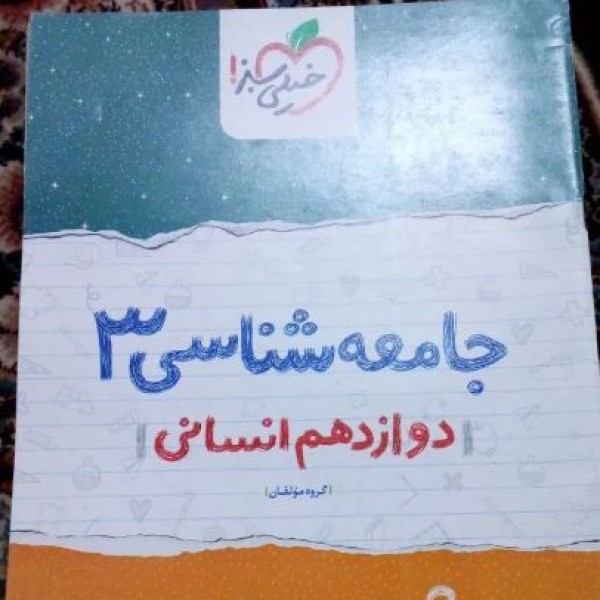 خیلی سبز!
جامعه شناسی ۳
دوازدهم انسانی
| گروه مؤلفان |